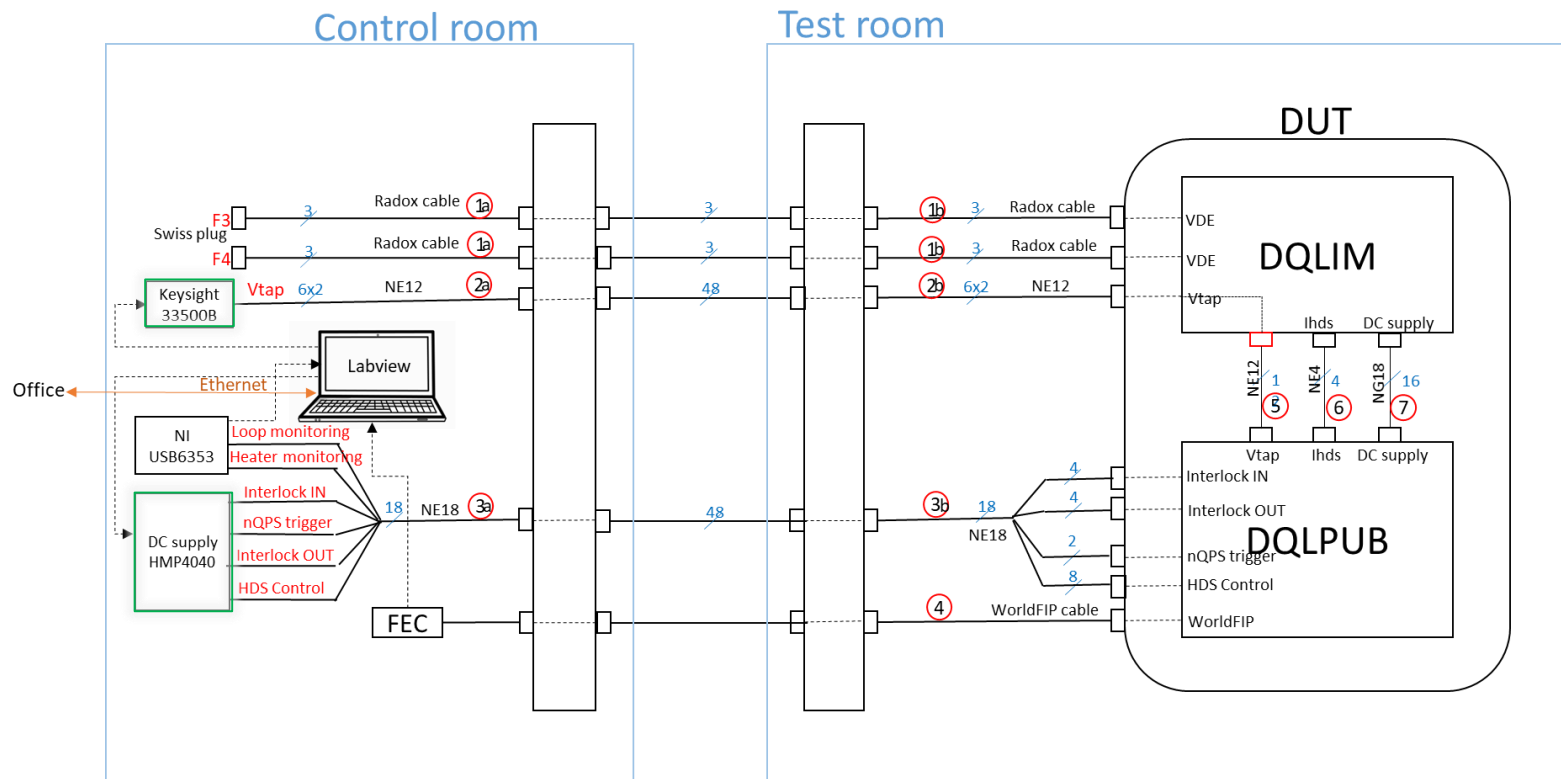 Control room
Test room
DUT
F3
Swiss plug
3
Radox cable
1a
3
1b
3
Radox cable
VDE
F4
3
Radox cable
1a
3
1b
3
Radox cable
VDE
DQLIM
Keysight
33500B
Vtap
6x2
NE12
2a
48
2b
6x2
NE12
Vtap
Ihds
DC supply
Labview
Office
Ethernet
NE12
1
5
NE4
4
6
NG18
16
7
NI
USB6353
Loop monitoring
Heater monitoring
DC supply
HMP4040
Interlock IN
nQPS trigger
Interlock OUT
HDS Control
18
NE18
3a
48
3b
18
NE18
4
4
2
8
Vtap
Ihds
DC supply
Interlock IN
Interlock OUT
DQLPUB
nQPS trigger
HDS Control
WorldFIP
FEC
4
WorldFIP cable